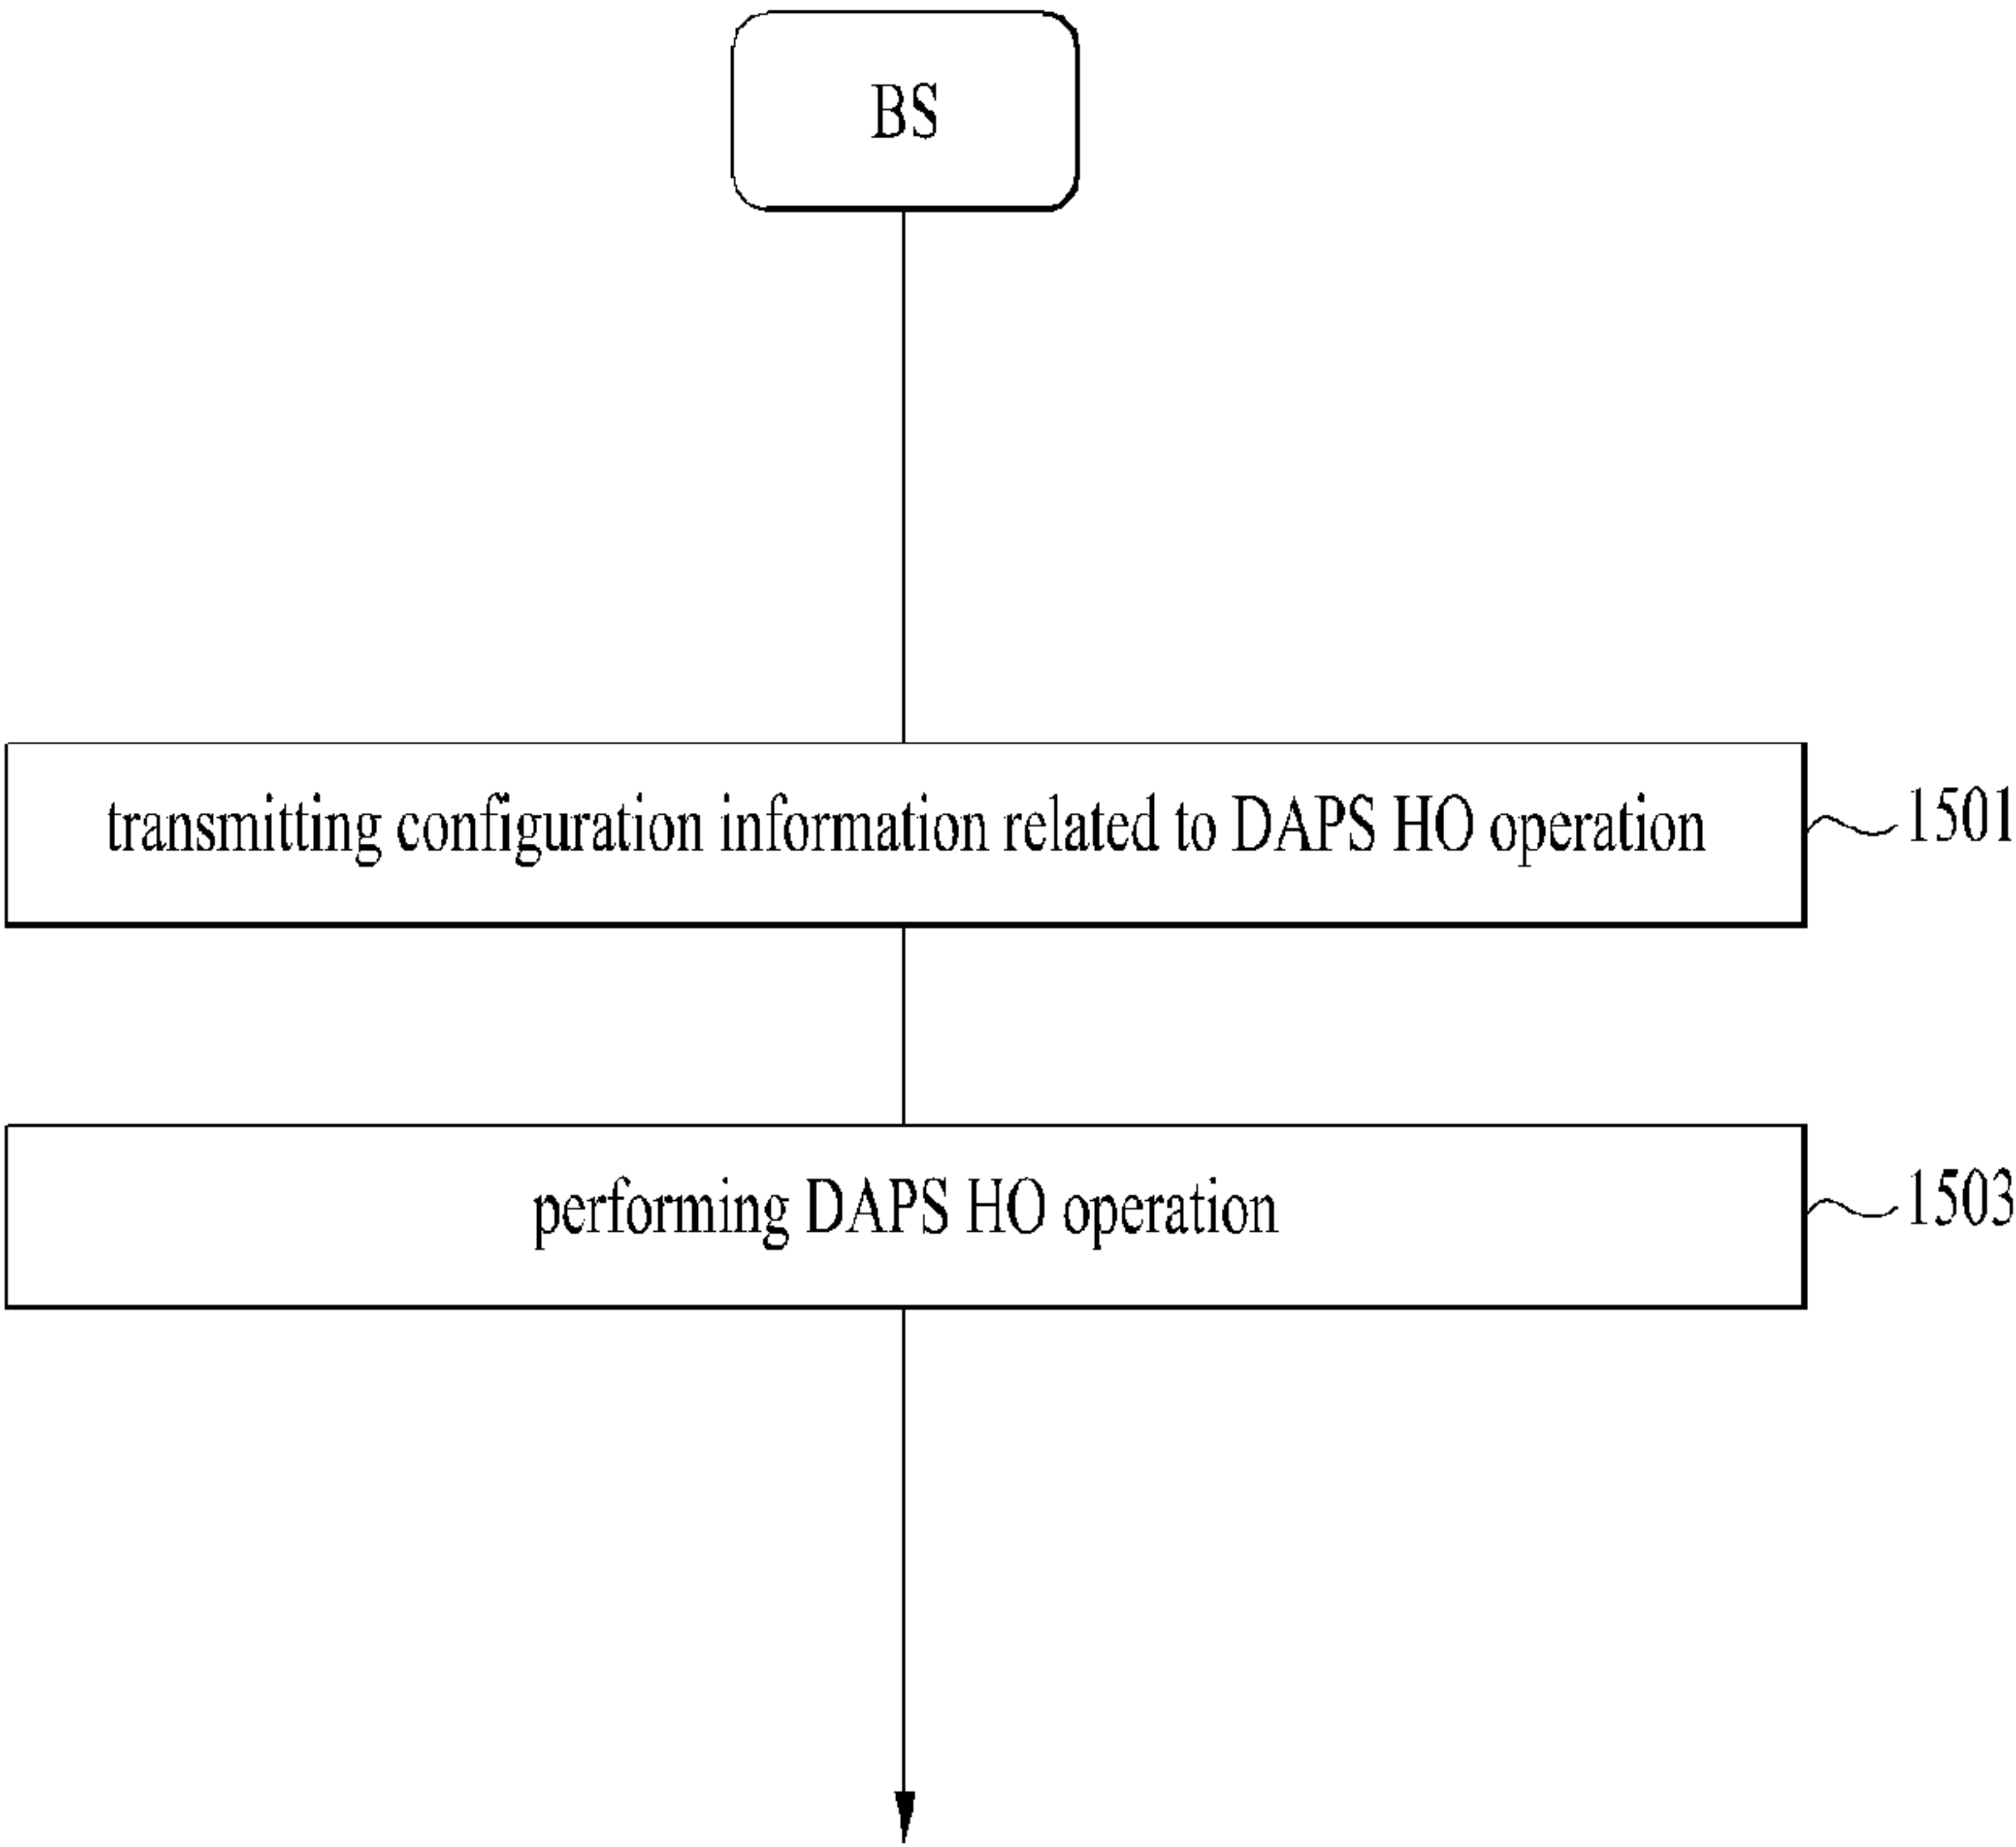 BS
transmitting configuration information related to DAPS HO operation
1501
performing DAPS HO operation
1503